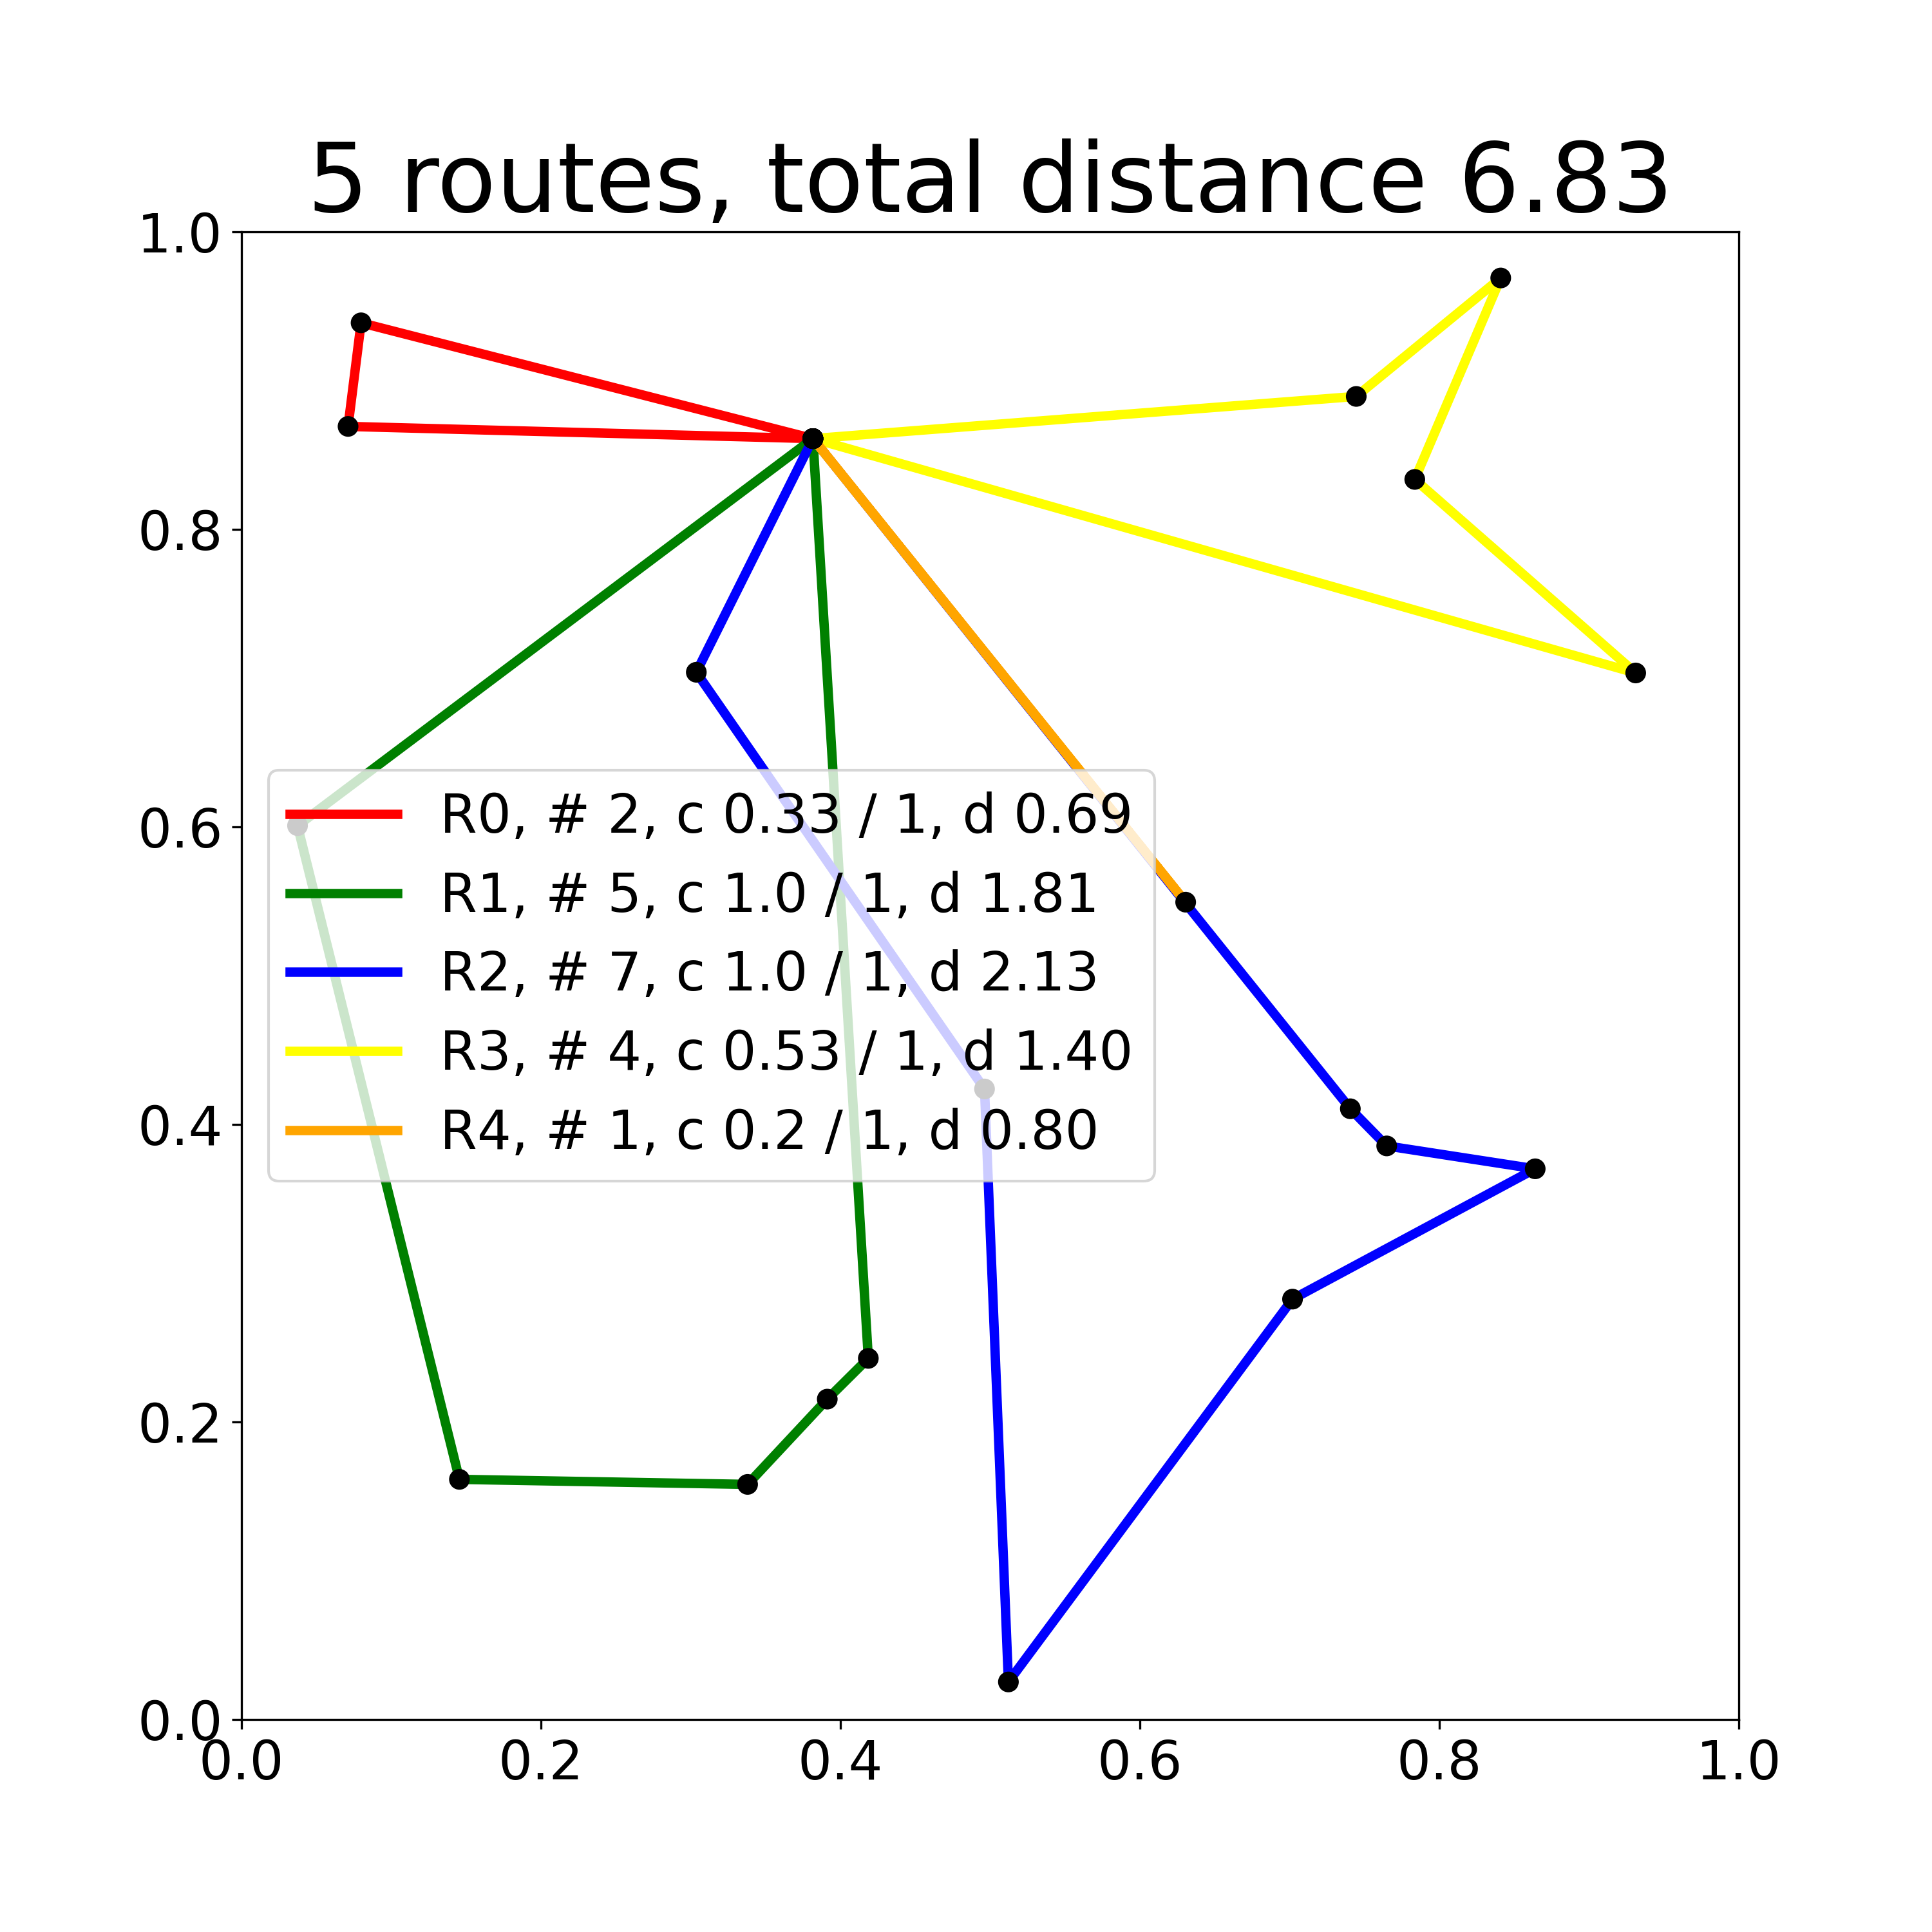 5 routes, total distance 6.83
1.0
0.8
0.6
0.4
0.2
0.0
R0, # 2, c 0.33 / 1, d 0.69
R1, # 5, c 1.0 / 1, d 1.81
R2, # 7, c 1.0 / 1, d 2.13
R3, # 4, c 0.53 / 1, d 1.40
R4, # 1, c 0.2 / 1, d 0.80
0.0 0.2 0.4 0.6 0.8 1.0